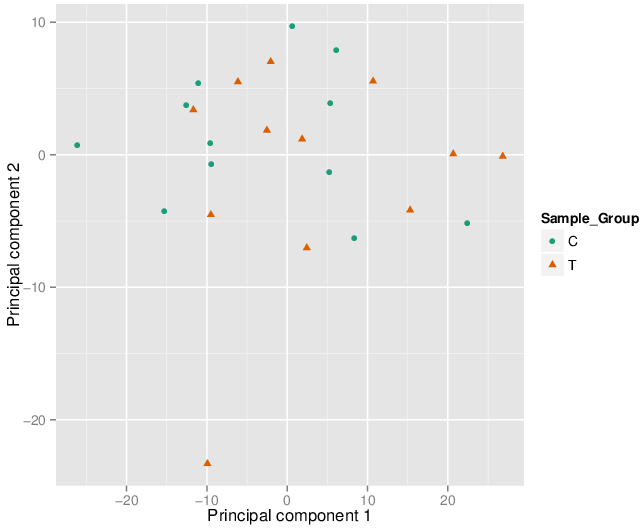 10
0
−10
−20
Principal component 2
−20 −10 0 10 20
Principal component 1
Sample_Group
C
T